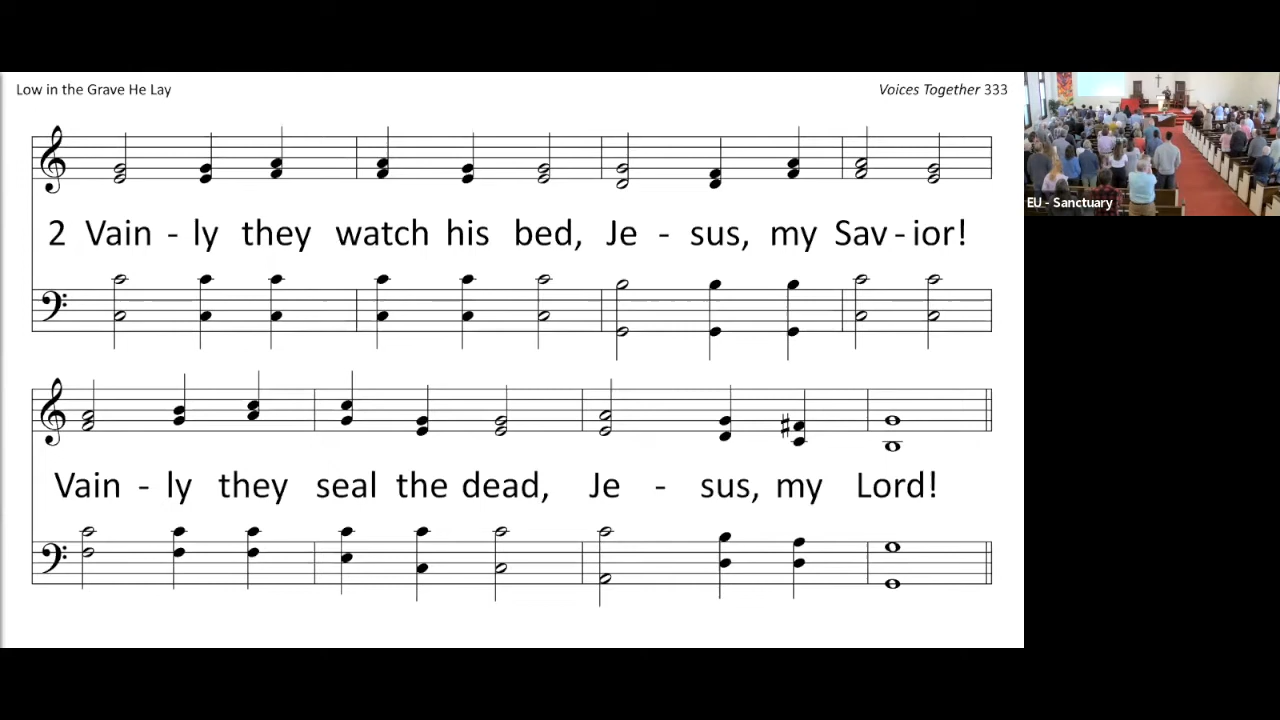 Low in the Grave He Lay
Voices Together 333
2 Vain - ly they watch his bed, Je - sus, my Sav - ior!
Vain - ly they seal the dead, Je - sus, my Lord!
EU - Sanctuary